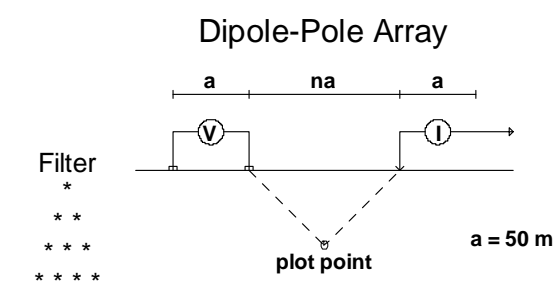 Dipole-Pole Array
a na a
V I
Filter
*
* *
* * *
* * * *
a = 50 m
plot point